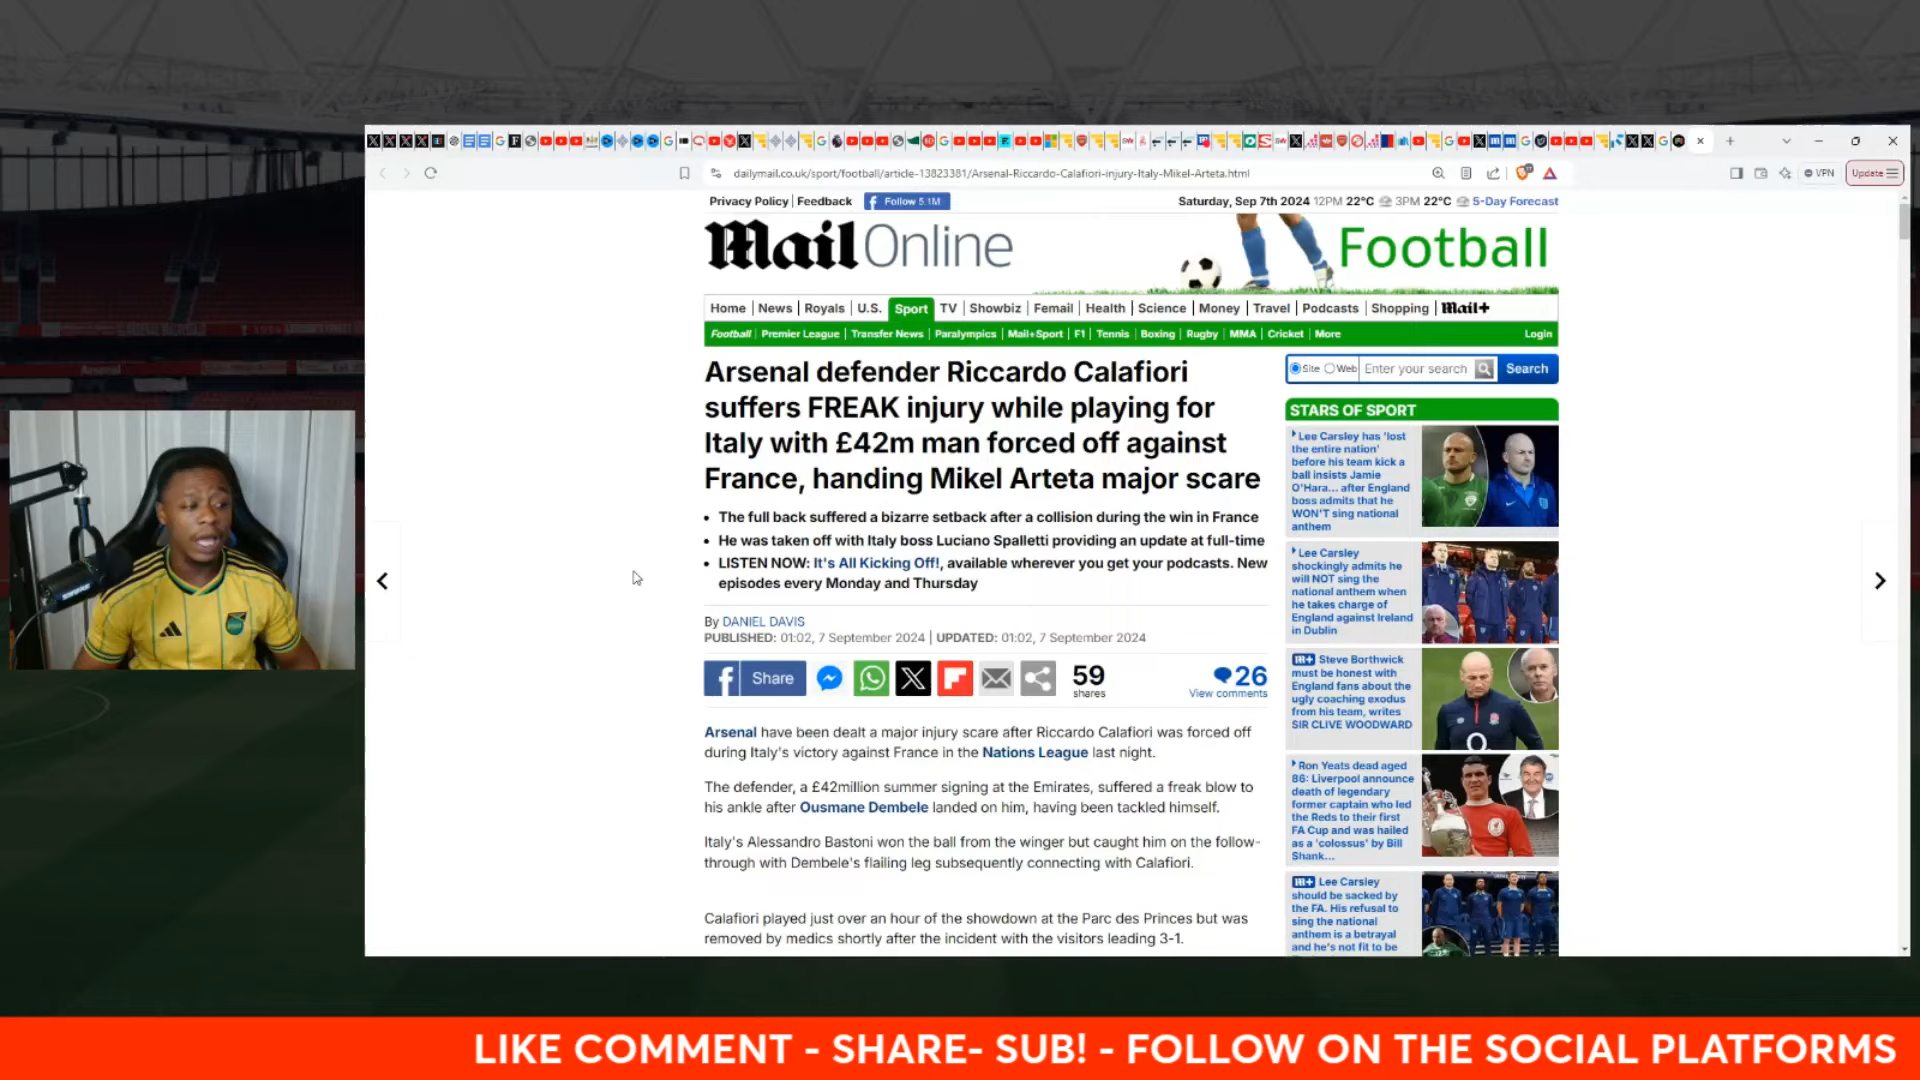 dailymail.co.uk/sport/football/article-13823381/Arsenal-Riccardo-Calafiori-injury-Italy-Mikel-Arteta.html
VPN
Update
Privacy Policy | Feedback
Follow 5.1M
Saturday, Sep 7th 2024 12PM 22°C 3PM 22°C 5-Day Forecast
Mail Online
Football
Home | News | Royals | U.S. | Sport | TV | Showbiz | Femail | Health | Science | Money | Travel | Podcasts | Shopping | Mail+
Football | Premier League | Transfer News | Paralympics | Mail+Sport | F1 | Tennis | Boxing | Rugby | MMA | Cricket | More
Login
Arsenal defender Riccardo Calafiori
suffers FREAK injury while playing for
Italy with £42m man forced off against
France, handing Mikel Arteta major scare
• The full back suffered a bizarre setback after a collision during the win in France
• He was taken off with Italy boss Luciano Spalletti providing an update at full-time
• LISTEN NOW: It's All Kicking Off!, available wherever you get your podcasts. New
episodes every Monday and Thursday
By DANIEL DAVIS
PUBLISHED: 01:02, 7 September 2024 | UPDATED: 01:02, 7 September 2024
Share
59
shares
26
View comments
Arsenal have been dealt a major injury scare after Riccardo Calafiori was forced off
during Italy's victory against France in the Nations League last night.
The defender, a £42million summer signing at the Emirates, suffered a freak blow to
his ankle after Ousmane Dembele landed on him, having been tackled himself.
Italy's Alessandro Bastoni won the ball from the winger but caught him on the follow-
through with Dembele's flailing leg subsequently connecting with Calafiori.
Calafiori played just over an hour of the showdown at the Parc des Princes but was
removed by medics shortly after the incident with the visitors leading 3-1.
Site Web Enter your search Search
STARS OF SPORT
Lee Carsley has 'lost
the entire nation'
before his team kick a
ball insists Jamie
O'Hara... after England
boss admits that he
WON'T sing national
anthem
Lee Carsley
shockingly admits he
will NOT sing the
national anthem when
he takes charge of
England against Ireland
in Dublin
M+ Steve Borthwick
must be honest with
England fans about the
ugly coaching exodus
from his team, writes
SIR CLIVE WOODWARD
Ron Yeats dead aged
86: Liverpool announce
death of legendary
former captain who led
the Reds to their first
FA Cup and was hailed
as a 'colossus' by Bill
Shank...
M+ Lee Carsley
should be sacked by
the FA. His refusal to
sing the national
anthem is a betrayal
and he's not fit to be
Arsenal
LIKE COMMENT - SHARE- SUB! - FOLLOW ON THE SOCIAL PLATFORMS